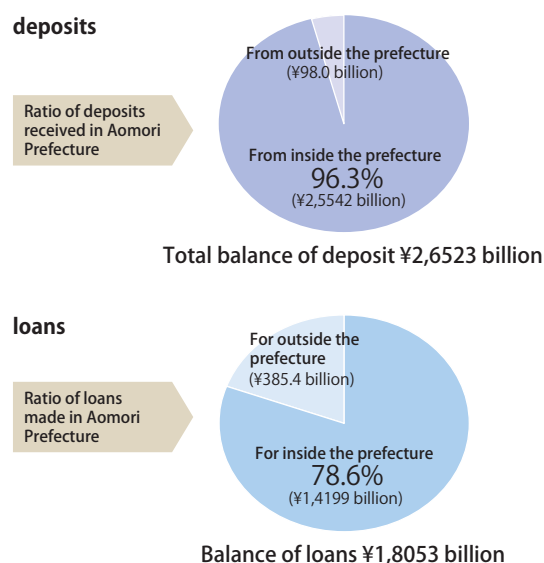 deposits
From outside the prefecture
(¥98.0 billion)
Ratio of deposits
received in Aomori
Prefecture
From inside the prefecture
96.3%
(¥2,5542 billion)
Total balance of deposit ¥2,6523 billion
loans
For outside the
prefecture
(¥385.4 billion)
Ratio of loans
made in Aomori
Prefecture
For inside the prefecture
78.6%
(¥1,4199 billion)
Balance of loans ¥1,8053 billion